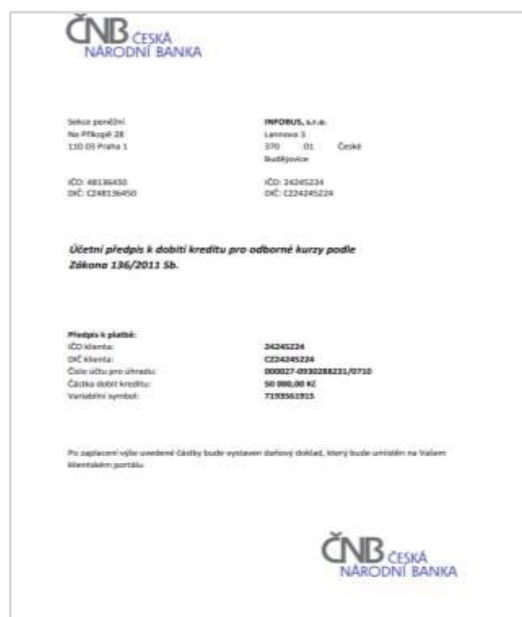 ČNB ČESKÁ
NÁRODNÍ BANKA
Sekce peněžní
Na Příkopě 28
110 03 Praha 1
IČO: 48136450
DIČ: CZ48136450
INFOBUS, s.r.o.
Lannova 3
370 01 České
Budějovice
IČO: 24245224
DIČ: CZ24245224
Účetní předpis k dobití kreditu pro odborné kurzy podle
Zákona 136/2011 Sb.
Předpis k platbě:
IČO klienta: 24245224
DIČ klienta: CZ24245224
Číslo účtu pro úhradu: 000027-0930288231/0710
Částka dobit kreditu: 50 000,00 Kč
Variabilní symbol: 7193561915
Po zaplacení výše uvedené částky bude vystaven daňový doklad, který bude umístěn na Vašem
klientském portálu.
ČNB ČESKÁ
NÁRODNÍ BANKA